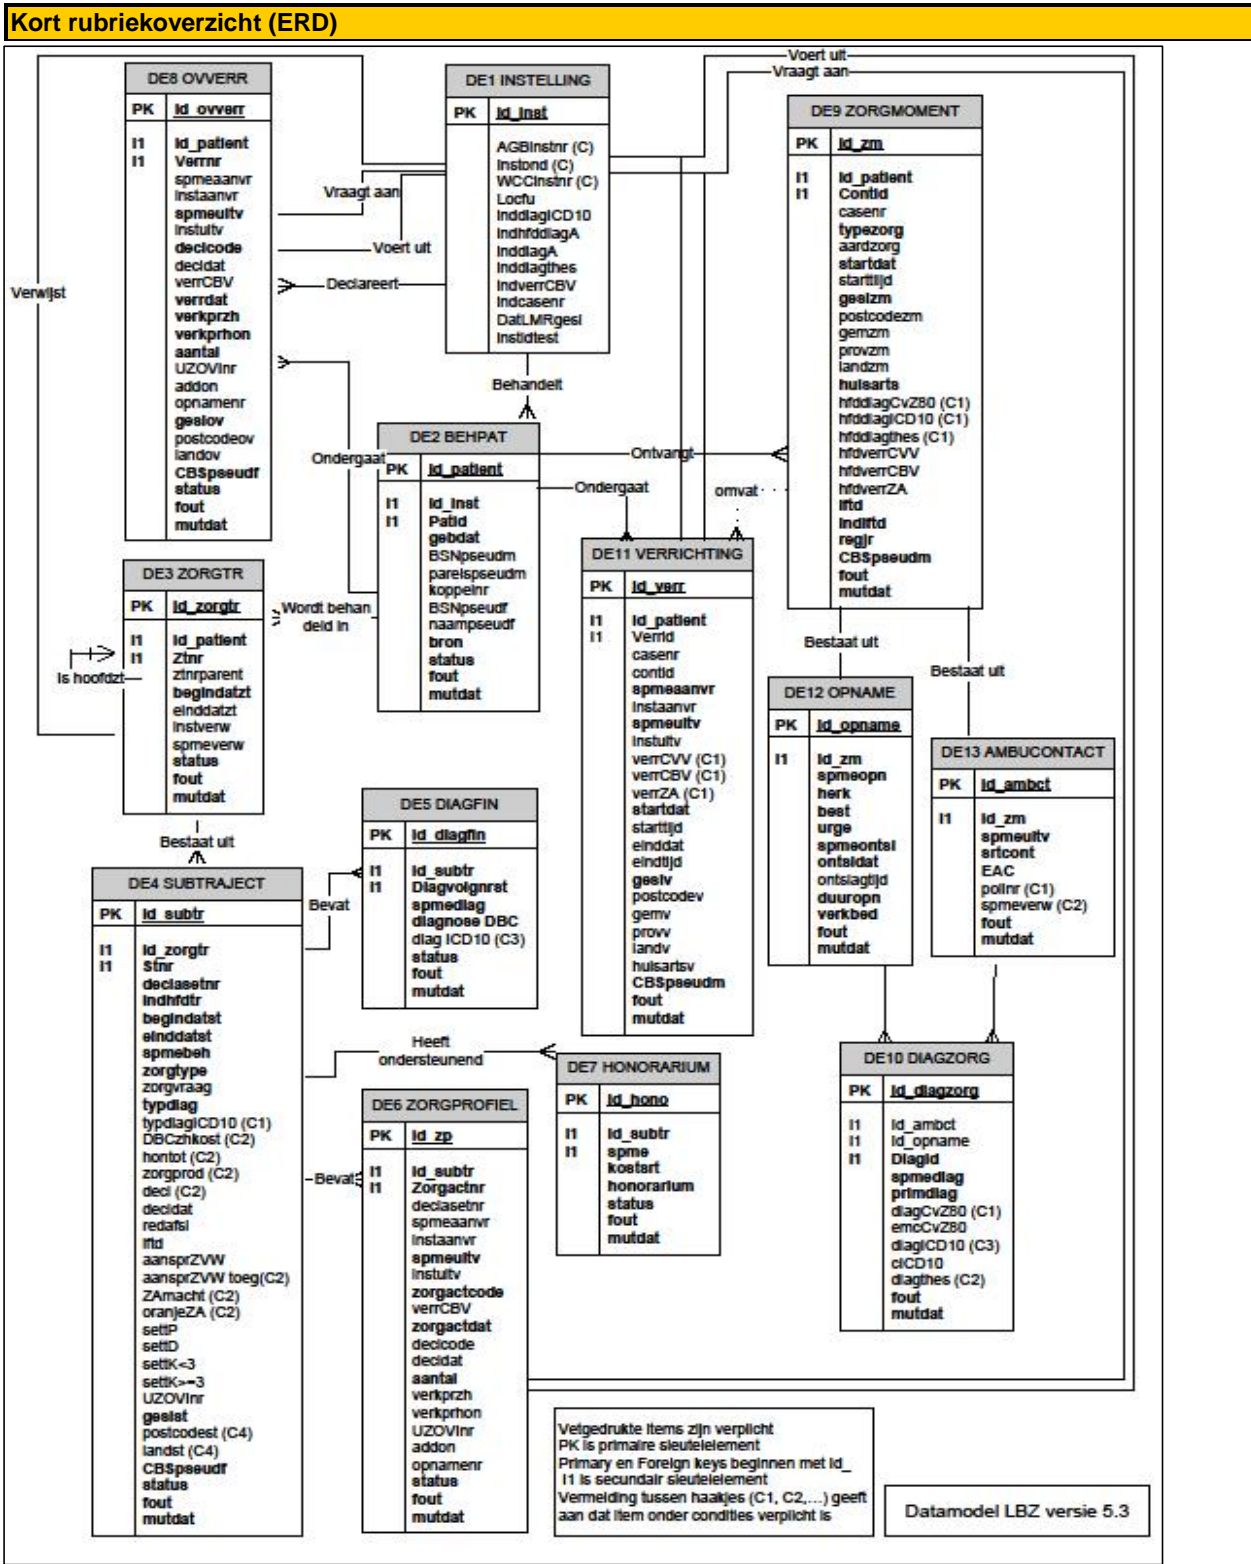 Kort rubriekoverzicht (ERD)
DE8 OVVERR
PK Id_ovverr
I1 Id_patient
I1 Verrnr
spmeaanvr
Instaanvr
spmeuitv
Instuitv
declcode
decldat
verrCBV
verrdat
verkprzh
verkprhon
aantal
UZOVInr
addon
opnamenr
geslov
postcodeov
landov
CBSpseudf
status
fout
mutdat
DE1 INSTELLING
PK Id_Inst
AGBInstnr (C)
Instond (C)
WCCInstnr (C)
Locfu
InddiagICD10
IndhfddiagA
InddiagA
Inddiagthes
IndverrCBV
Indcasenr
DatLMRgesl
Instidtest
Voert uit
Vraagt aan
DE9 ZORGMOMENT
PK Id_zm
I1 Id_patient
I1 ContId
casenr
typezorg
aardzorg
startdat
starttijd
geslzm
postcodezm
gemzm
provzm
landzm
huisarts
hfddiagCvZ80 (C1)
hfddiagICD10 (C1)
hfddiagthes (C1)
hfdverrCVV
hfdverrCBV
hfdverrZA
lftd
Indlftd
regjr
CBSpseudm
fout
mutdat
Vraagt aan
Voert uit
Declareert
Verwijst
Behandelt
Ondergaat
DE2 BEHPAT
PK Id_patient
I1 Id_Inst
I1 PatId
gebdat
BSNpseudm
parelspseudm
koppelnr
BSNpseudf
naampseudf
bron
status
fout
mutdat
Ontvangt
Ondergaat
omvat
DE3 ZORGTR
PK Id_zorgtr
I1 Id_patient
I1 Ztnr
ztnrparent
begindatzt
einddatzt
Instverw
spmeverw
status
fout
mutdat
Wordt behan
deld in
Is hoofdzt
DE11 VERRICHTING
PK Id_verr
I1 Id_patient
I1 VerrId
casenr
contId
spmeaanvr
Instaanvr
spmeuitv
Instuitv
verrCVV (C1)
verrCBV (C1)
verrZA (C1)
startdat
starttijd
einddat
eindtijd
geslv
postcodev
gemv
provv
landv
huisartsv
CBSpseudm
fout
mutdat
Bestaat uit
Bestaat uit
DE12 OPNAME
PK Id_opname
I1 Id_zm
spmeopn
herk
best
urge
spmeontsl
ontsldat
ontslagtijd
duuropn
verkbed
fout
mutdat
DE13 AMBUCONTACT
PK Id_ambct
I1 Id_zm
spmeuitv
srtcont
EAC
polinr (C1)
spmeverw (C2)
fout
mutdat
Bestaat uit
DE4 SUBTRAJECT
PK Id_subtr
I1 Id_zorgtr
I1 Stnr
declasetnr
Indhfdtr
begindatst
einddatst
spmebeh
zorgtype
zorgvraag
typdiag
typdiagICD10 (C1)
DBCzhkost (C2)
hontot (C2)
zorgprod (C2)
decl (C2)
decldat
redafsl
lftd
aansprZVW
aansprZVW toeg(C2)
ZAmacht (C2)
oranjeZA (C2)
settP
settD
settK<3
settK>=3
UZOVInr
geslst
postcodest (C4)
landst (C4)
CBSpseudf
status
fout
mutdat
Bevat
DE5 DIAGFIN
PK Id_diagfin
I1 Id_subtr
I1 Diagvolgnrst
spmediag
diagnose DBC
diag ICD10 (C3)
status
fout
mutdat
Heeft
ondersteunend
Bevat
DE6 ZORGPROFIEL
PK Id_zp
I1 Id_subtr
I1 Zorgactnr
declasetnr
spmeaanvr
Instaanvr
spmeuitv
Instuitv
zorgactcode
verrCBV
zorgactdat
declcode
decldat
aantal
verkprzh
verkprhon
UZOVInr
addon
opnamenr
status
fout
mutdat
DE7 HONORARIUM
PK Id_hono
I1 Id_subtr
I1 spme
kostsrt
honorarium
status
fout
mutdat
DE10 DIAGZORG
PK Id_diagzorg
I1 Id_ambct
I1 Id_opname
I1 DiagId
spmediag
primdiag
diagCvZ80 (C1)
emcCvZ80
diagICD10 (C3)
clCD10
diagthes (C2)
fout
mutdat
Vetgedrukte items zijn verplicht
PK is primaire sleutelelement
Primary en Foreign keys beginnen met Id_
I1 is secundair sleutelelement
Vermelding tussen haakjes (C1, C2,...) geeft
aan dat item onder condities verplicht is
Datamodel LBZ versie 5.3